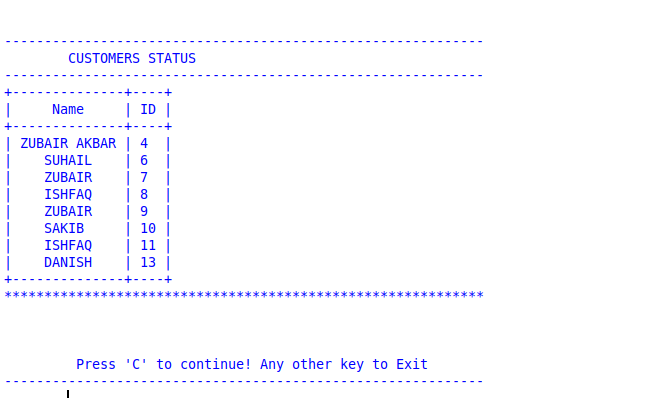 ------------------------------------------------------------
        CUSTOMERS STATUS
------------------------------------------------------------
+--------------+----+
|     Name     | ID |
+--------------+----+
| ZUBAIR AKBAR | 4  |
|    SUHAIL    | 6  |
|    ZUBAIR    | 7  |
|    ISHFAQ    | 8  |
|    ZUBAIR    | 9  |
|    SAKIB     | 10 |
|    ISHFAQ    | 11 |
|    DANISH    | 13 |
+--------------+----+
************************************************************
         Press 'C' to continue! Any other key to Exit
------------------------------------------------------------